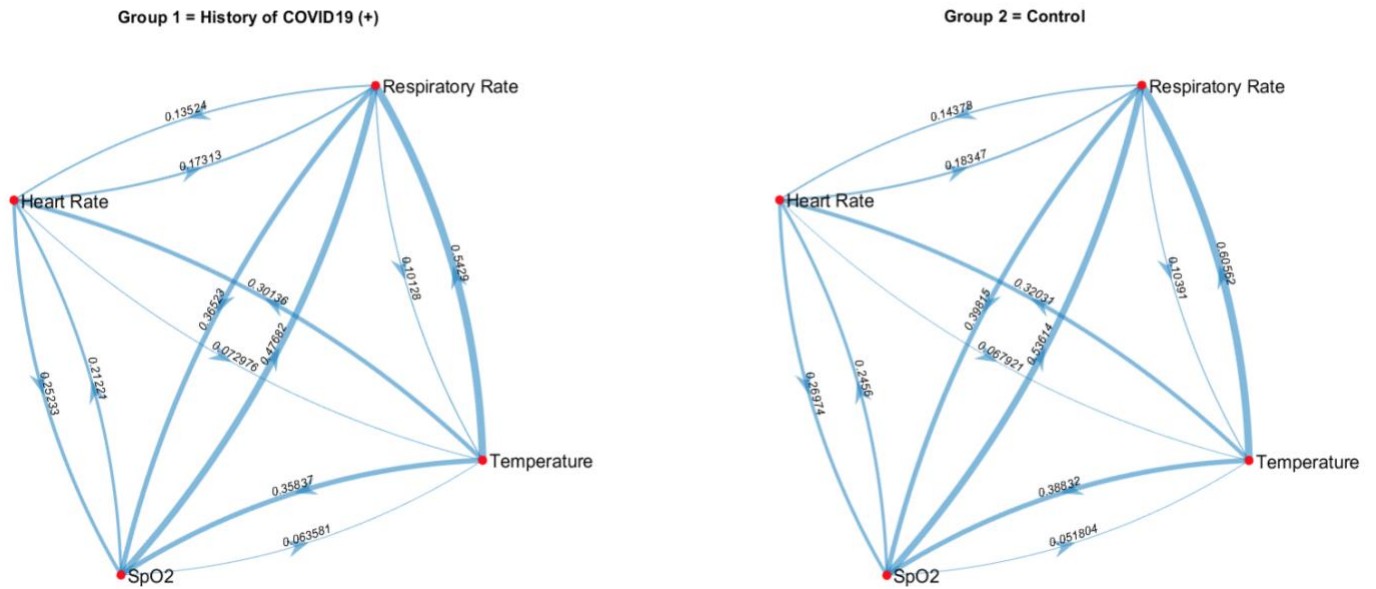 Group 1 = History of COVID19 (+)
Respiratory Rate
0.13524
0.17313
Heart Rate
0.5429
0.10128
0.30136
0.36523
0.47682
0.072976
0.25233
0.21221
Temperature
0.35837
0.063581
SpO2
Group 2 = Control
Respiratory Rate
0.14378
0.18347
Heart Rate
0.60562
0.10391
0.32031
0.39815
0.53614
0.067921
0.26974
0.2456
Temperature
0.38832
0.051804
SpO2